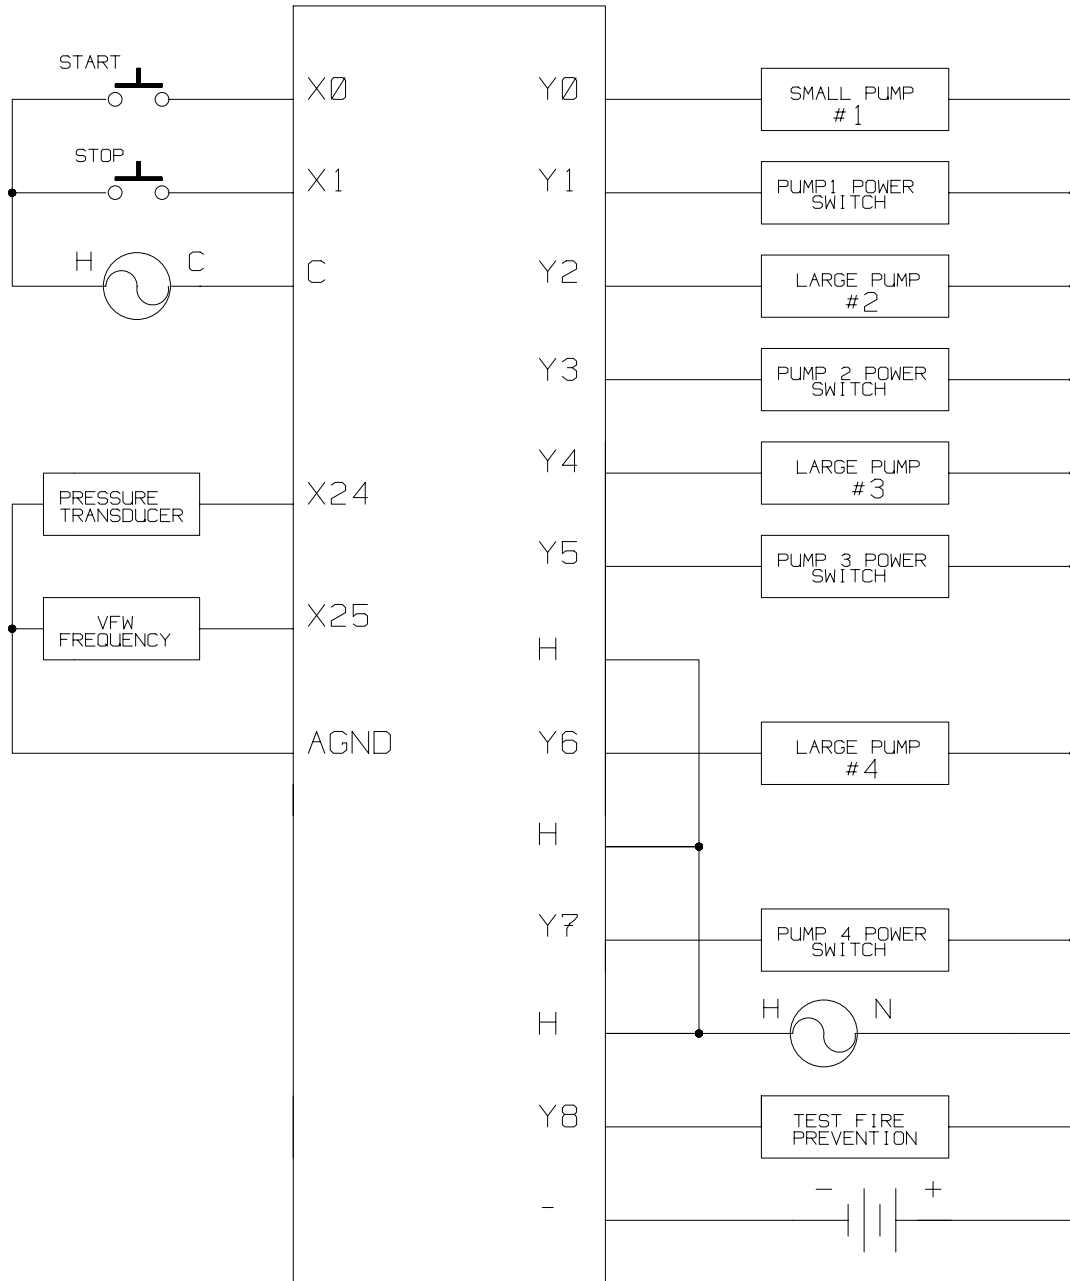 START
X0
Y0
SMALL PUMP
#1
STOP
X1
Y1
PUMP1 POWER
SWITCH
H
C
C
Y2
LARGE PUMP
#2
Y3
PUMP 2 POWER
SWITCH
Y4
LARGE PUMP
#3
PRESSURE
TRANSDUCER
X24
Y5
PUMP 3 POWER
SWITCH
VFW
FREQUENCY
X25
H
AGND
Y6
LARGE PUMP
#4
H
Y7
PUMP 4 POWER
SWITCH
H
H
N
Y8
TEST FIRE
PREVENTION
-
-
+